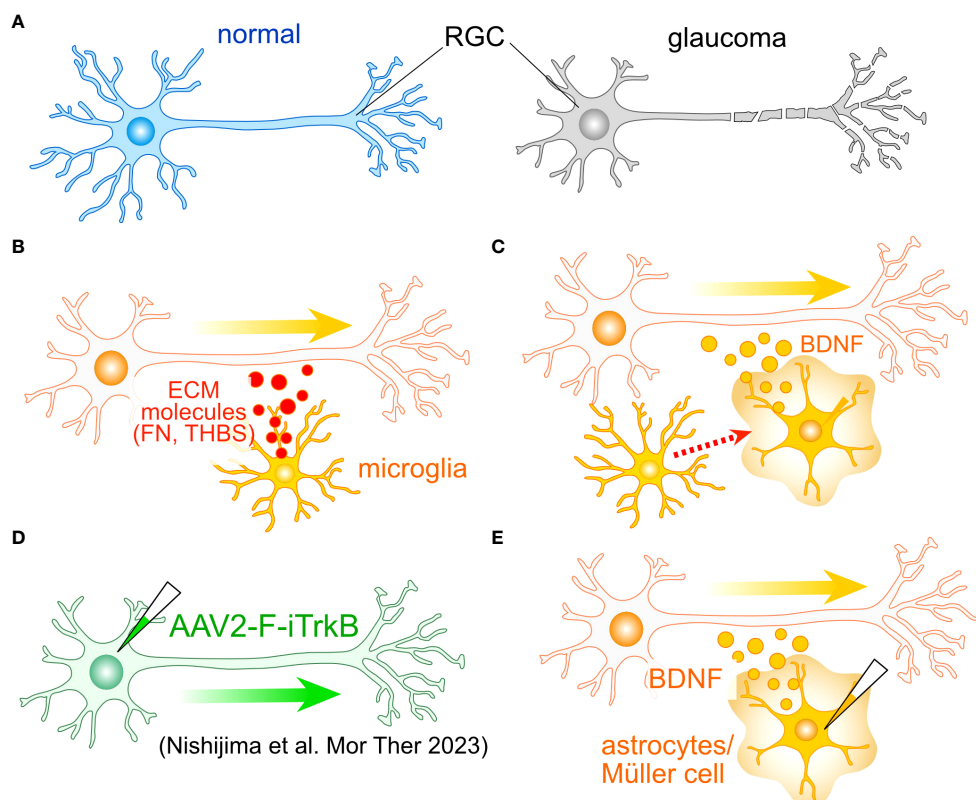 A
normal
RGC
glaucoma
B
ECM
molecules
(FN, THBS)
microglia
C
BDNF
D
AAV2-F-iTrkB
(Nishijima et al. Mor Ther 2023)
E
BDNF
astrocytes/
Müller cell